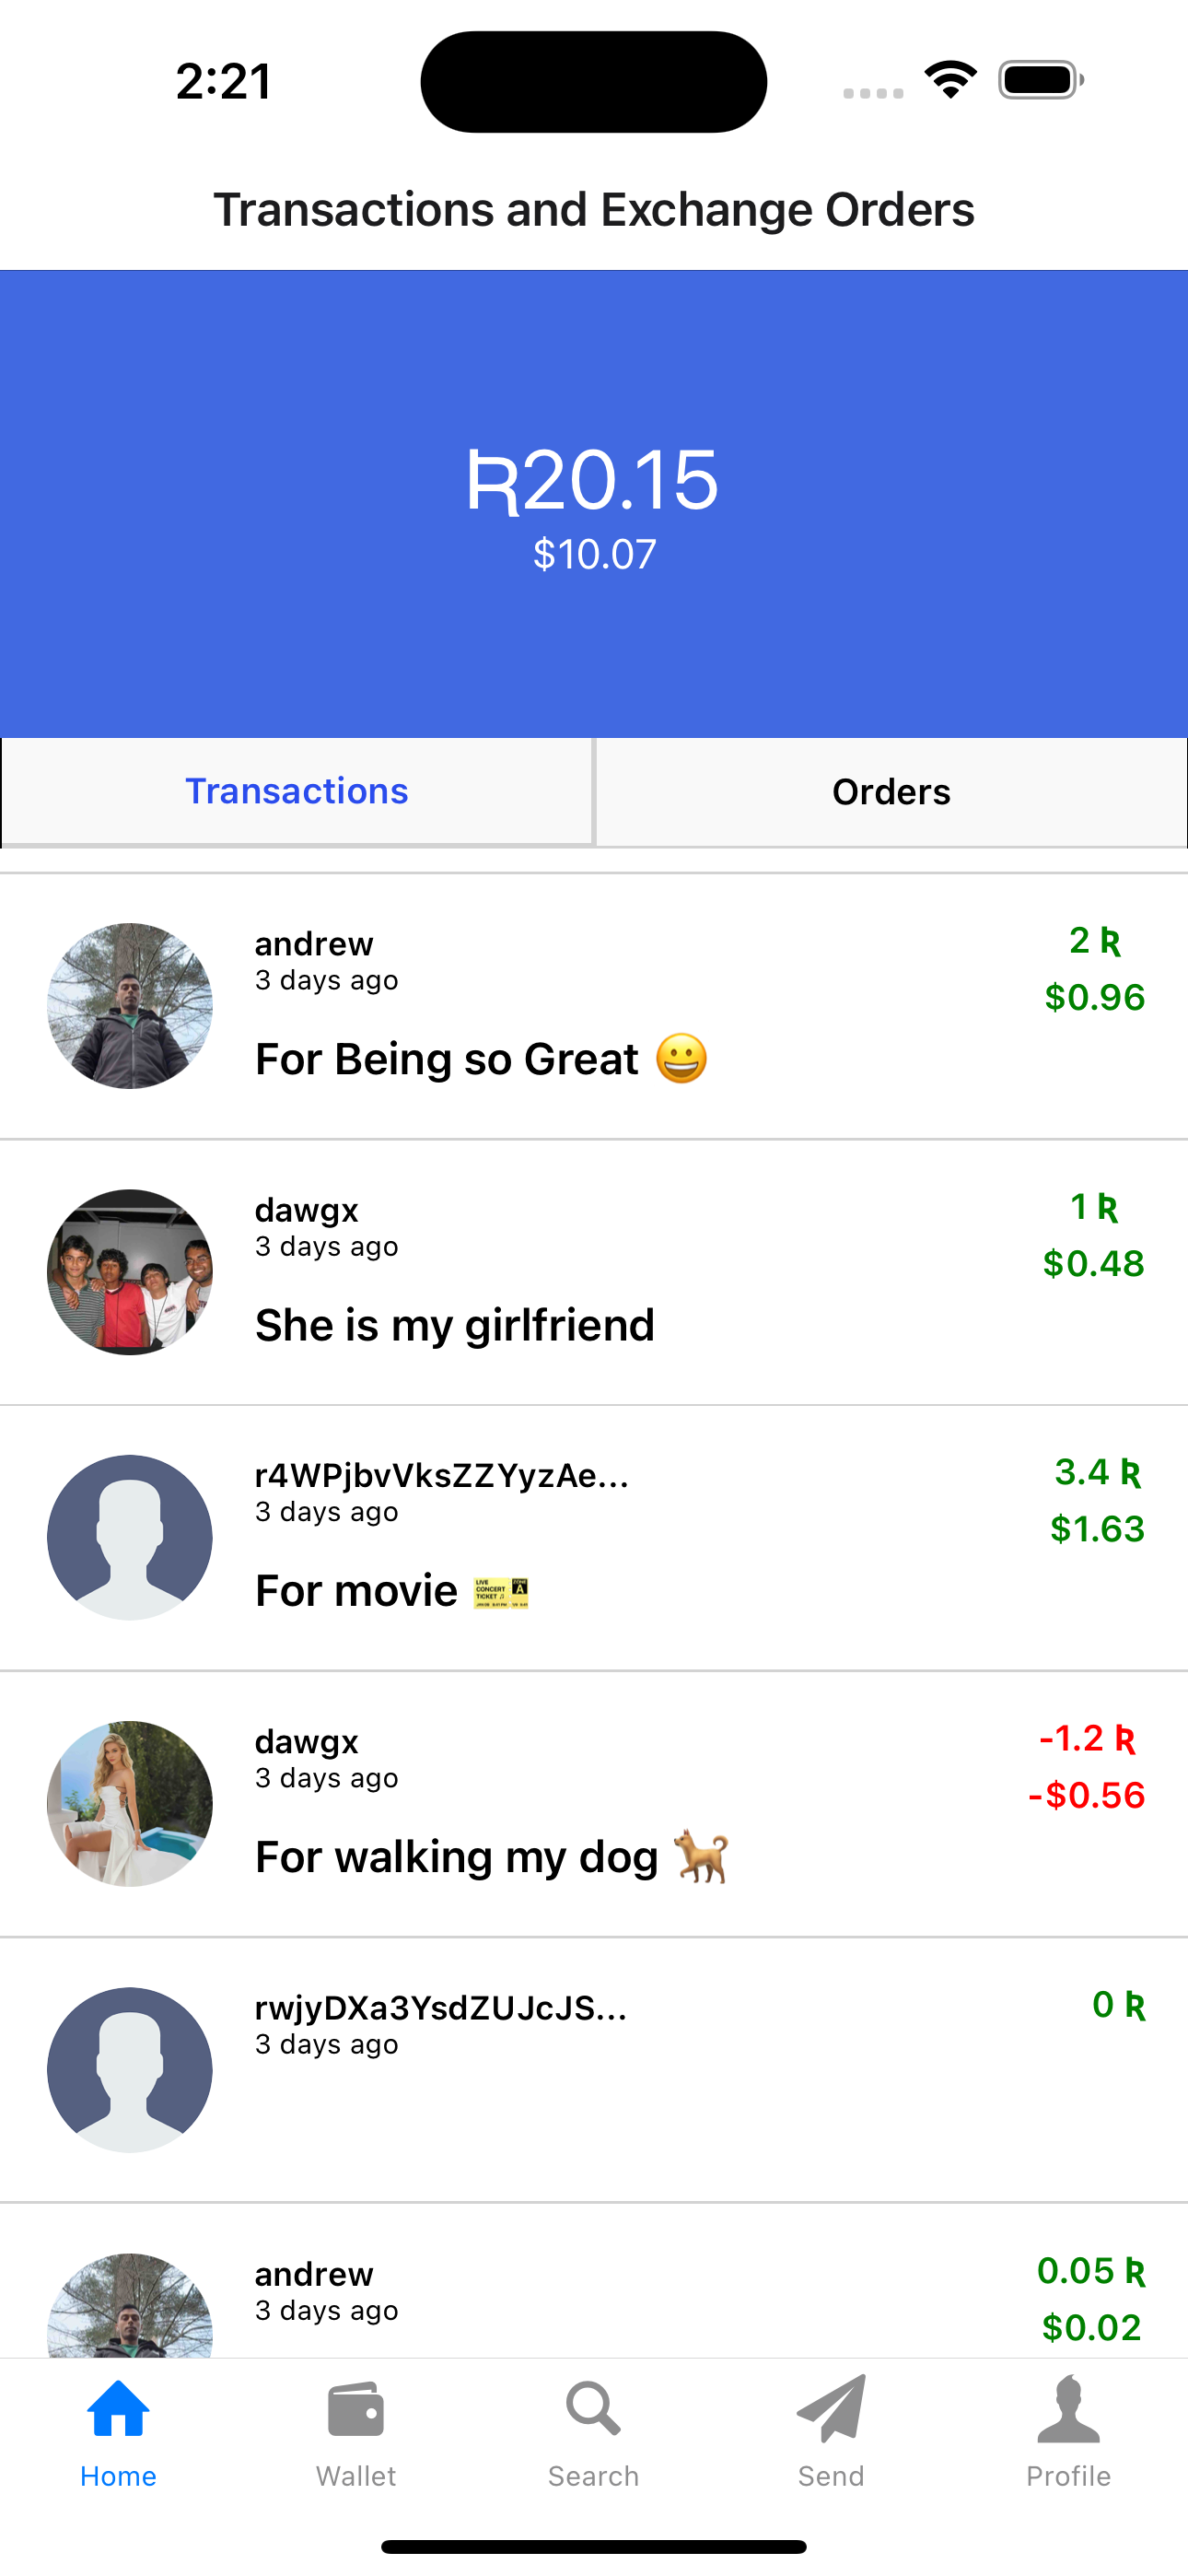 2:21
Transactions and Exchange Orders
Ʀ20.15
$10.07
Transactions
Orders
andrew
3 days ago
For Being so Great 😀
2 Ʀ
$0.96
dawgx
3 days ago
She is my girlfriend
1 Ʀ
$0.48
r4WPjbvVksZZYyzAe...
3 days ago
For movie 🎫
3.4 Ʀ
$1.63
dawgx
3 days ago
For walking my dog 🐕
-1.2 Ʀ
-$0.56
rwjyDXa3YsdZUJcJS...
3 days ago
0 Ʀ
andrew
3 days ago
0.05 Ʀ
$0.02
Home
Wallet
Search
Send
Profile